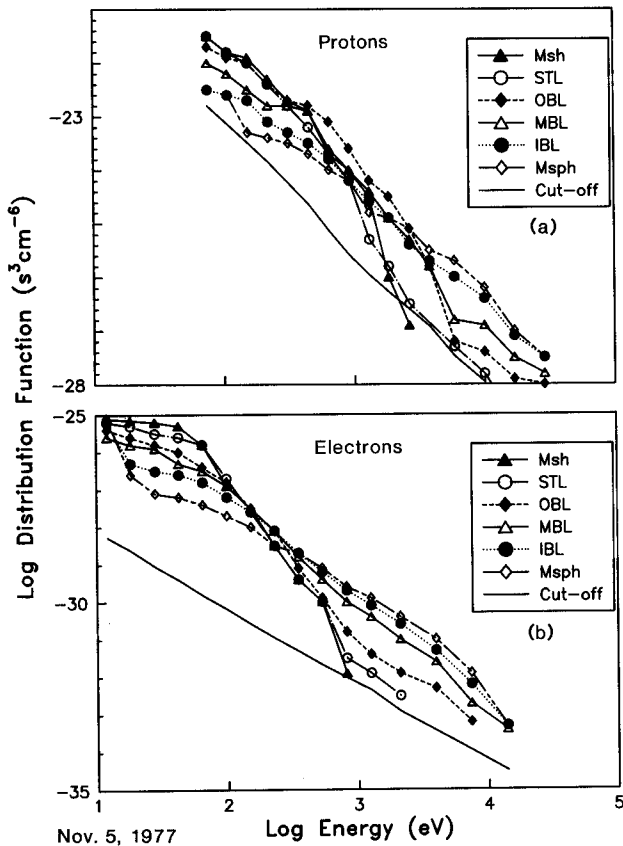 Protons
Msh
STL
OBL
MBL
IBL
Msph
Cut-off
(a)
-23
-28
Log Distribution Function (s³cm⁻⁶)
-25
Electrons
Msh
STL
OBL
MBL
IBL
Msph
Cut-off
(b)
-30
-35
1 2 3 4 5
Nov. 5, 1977
Log Energy (eV)